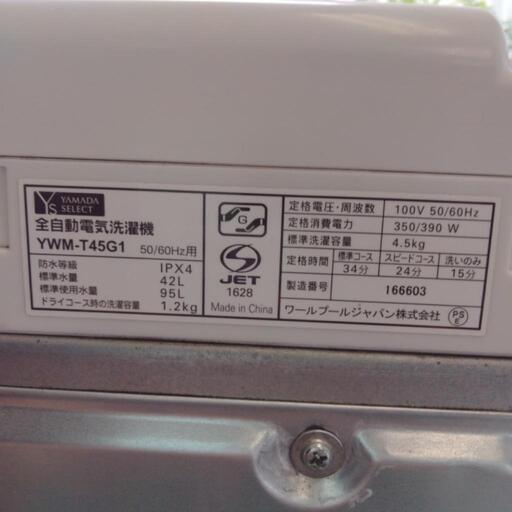 YS YAMADA SELECT
全自動電気洗濯機
YWM-T45G1 50/60Hz用
防水等級 IPX4
標準水量 42L
標準使用水量 95L
ドライコース時の洗濯容量 1.2kg
G
S
JET
1628
Made in China
定格電圧・周波数 100V 50/60Hz
定格消費電力 350/390 W
標準洗濯容量 4.5kg
定格時間 標準コース スピードコース 洗いのみ
34分 24分 15分
製造番号 166603
ワールプールジャパン株式会社 PSE